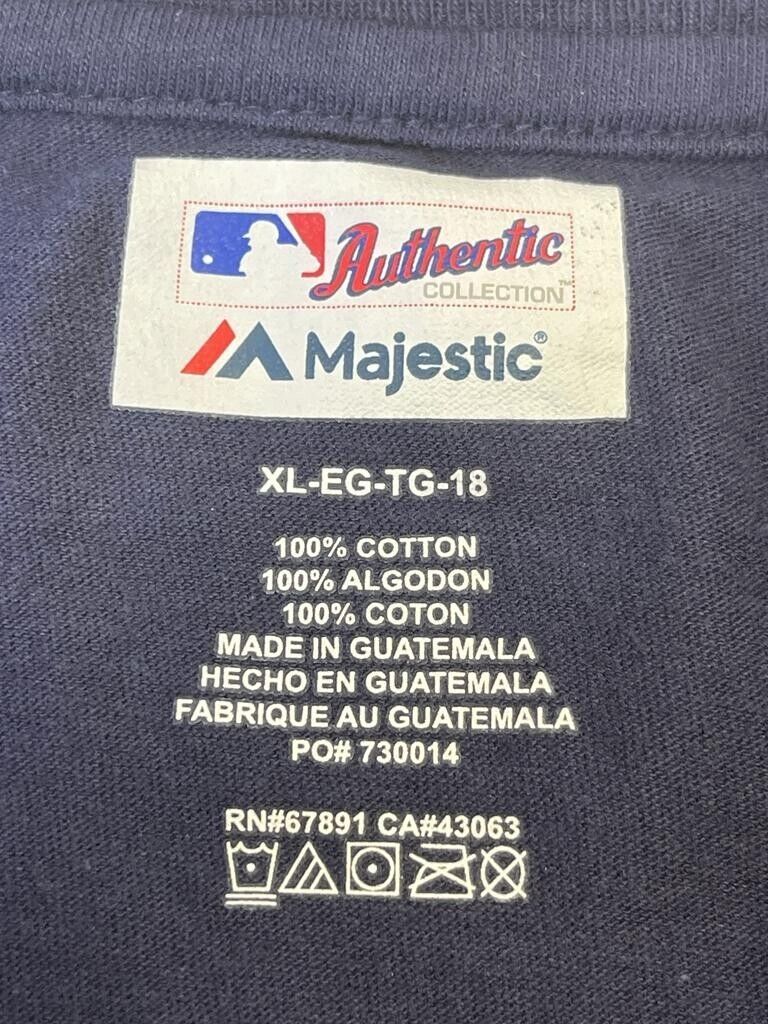 Authentic
COLLECTION™
Majestic®
XL-EG-TG-18
100% COTTON
100% ALGODON
100% COTON
MADE IN GUATEMALA
HECHO EN GUATEMALA
FABRIQUE AU GUATEMALA
PO# 730014
RN#67891 CA#43063